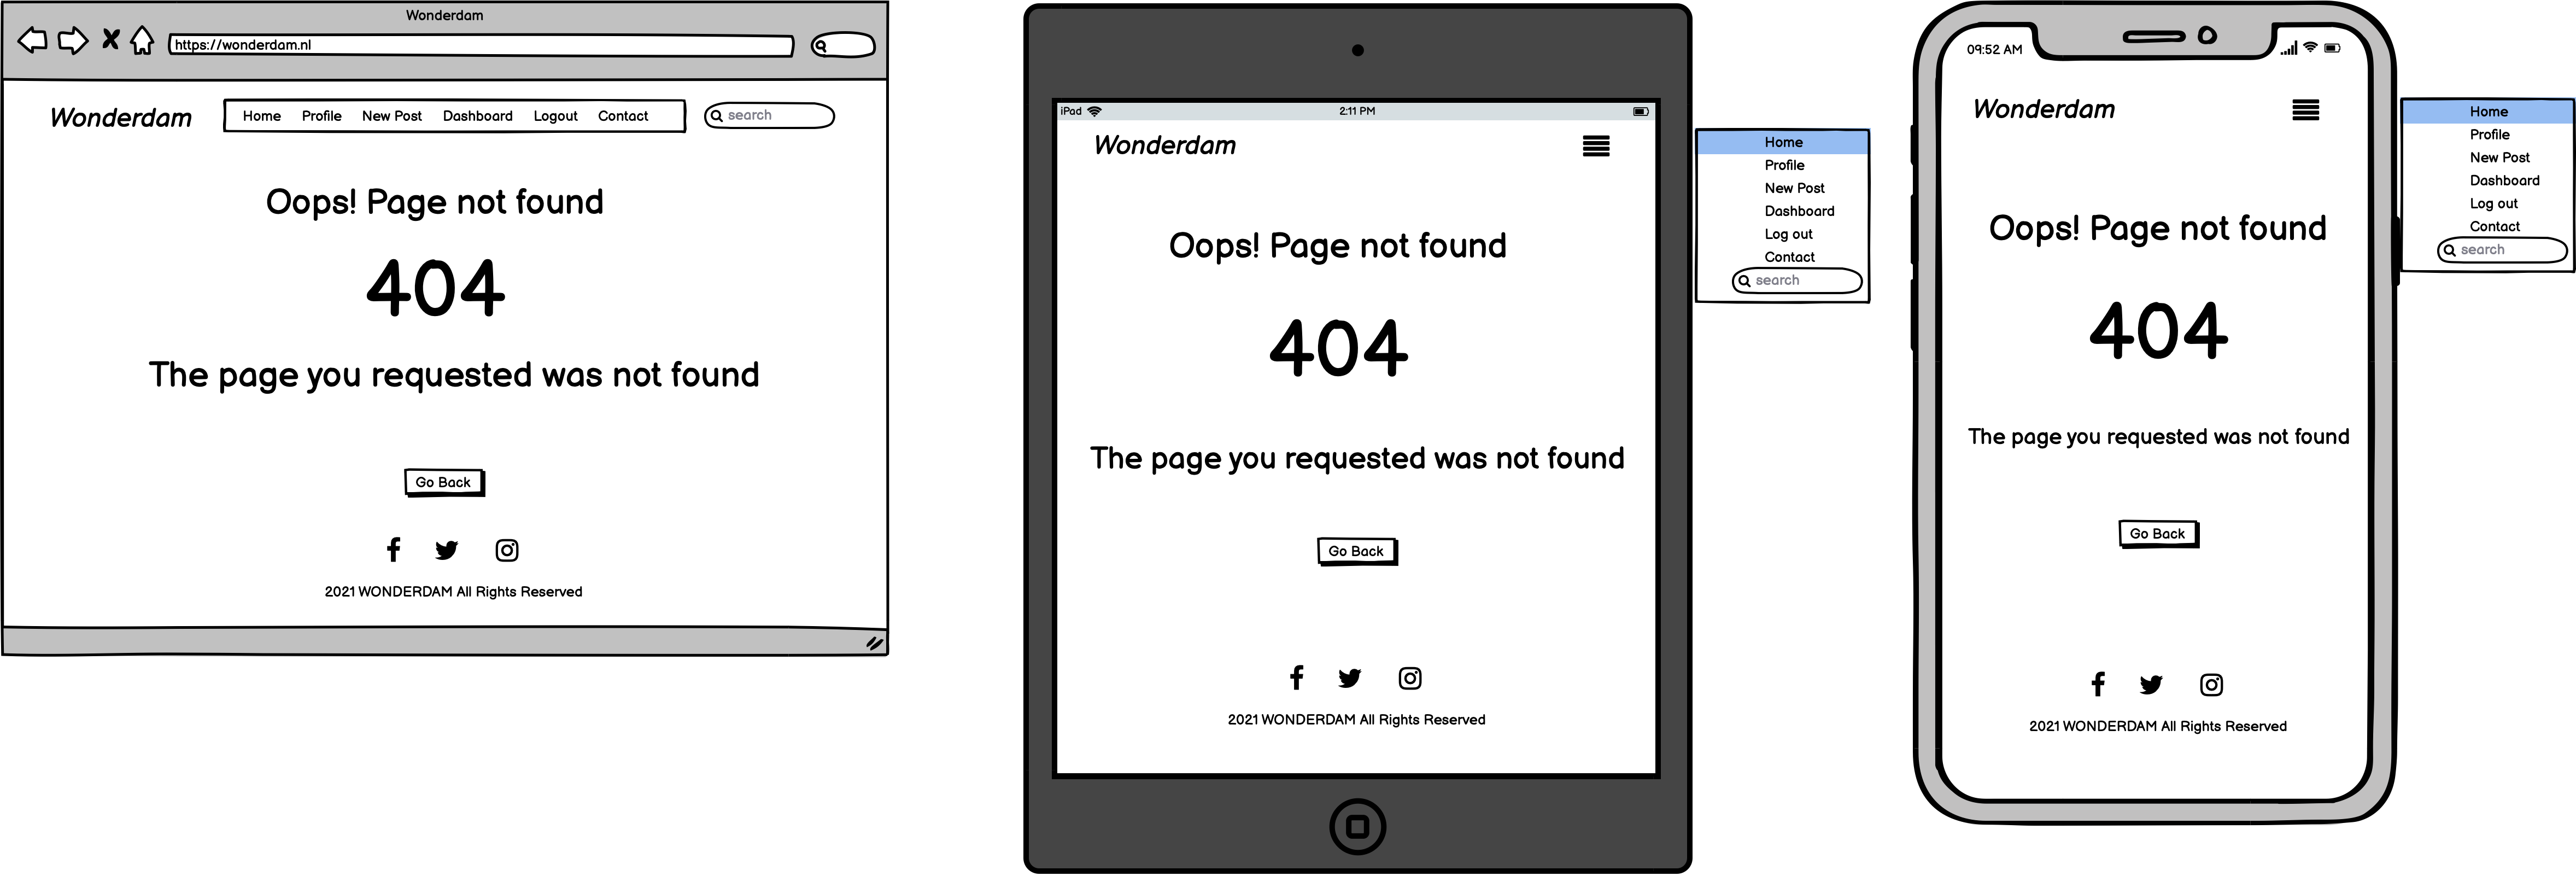 Wonderdam
https://wonderdam.nl
Wonderdam Home Profile New Post Dashboard Logout Contact search
Oops! Page not found
404
The page you requested was not found
Go Back
2021 WONDERDAM All Rights Reserved
iPad 2:11 PM
Wonderdam
Oops! Page not found
404
The page you requested was not found
Go Back
2021 WONDERDAM All Rights Reserved
Home
Profile
New Post
Dashboard
Log out
Contact
search
09:52 AM
Wonderdam
Oops! Page not found
404
The page you requested was not found
Go Back
2021 WONDERDAM All Rights Reserved
Home
Profile
New Post
Dashboard
Log out
Contact
search